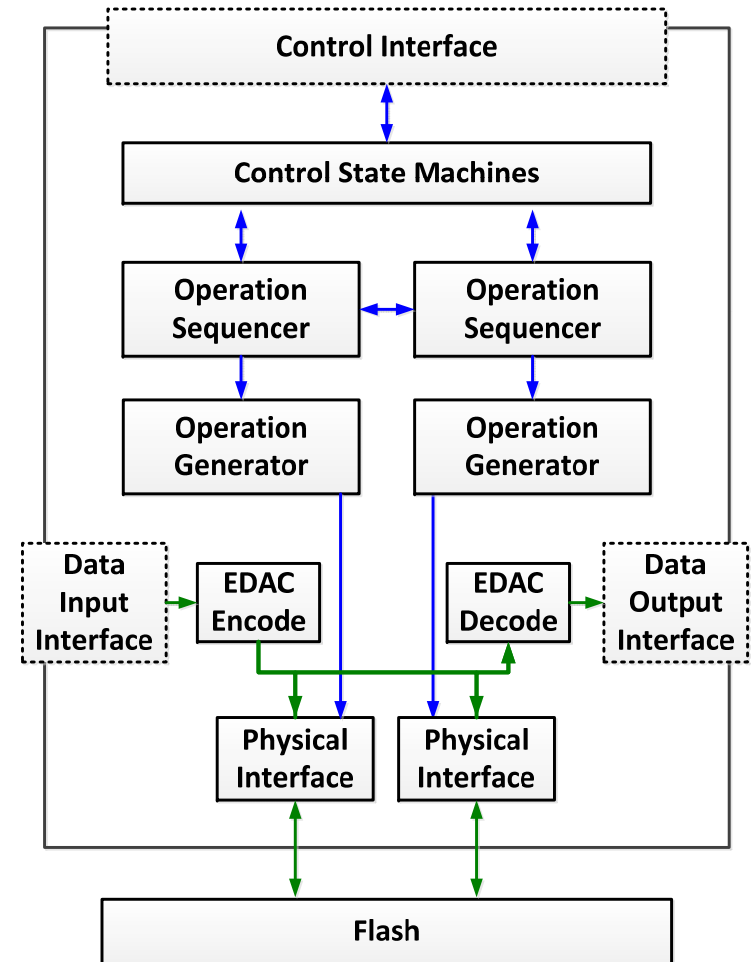 Control Interface
Control State Machines
Operation
Sequencer
Operation
Sequencer
Operation
Generator
Operation
Generator
Data
Input
Interface
EDAC
Encode
EDAC
Decode
Data
Output
Interface
Physical
Interface
Physical
Interface
Flash